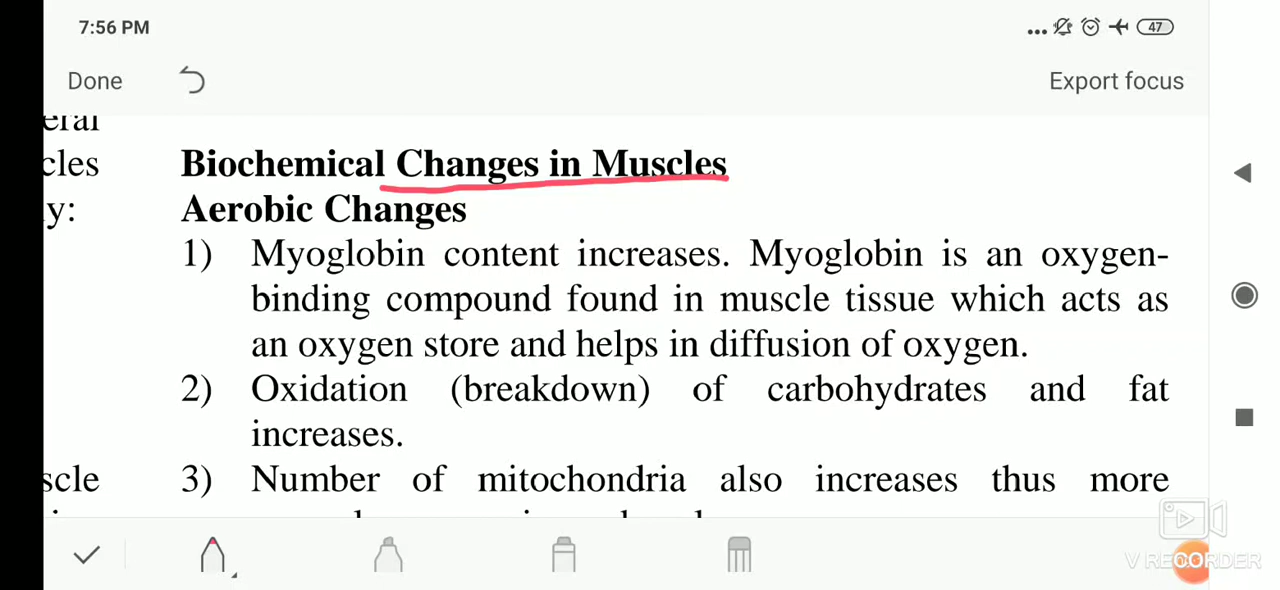 7:56 PM
47
Done
Export focus
eral
cles
Biochemical Changes in Muscles
y:
Aerobic Changes
1) Myoglobin content increases. Myoglobin is an oxygen-
binding compound found in muscle tissue which acts as
an oxygen store and helps in diffusion of oxygen.
2) Oxidation (breakdown) of carbohydrates and fat
increases.
scle
3) Number of mitochondria also increases thus more
V RECORDER